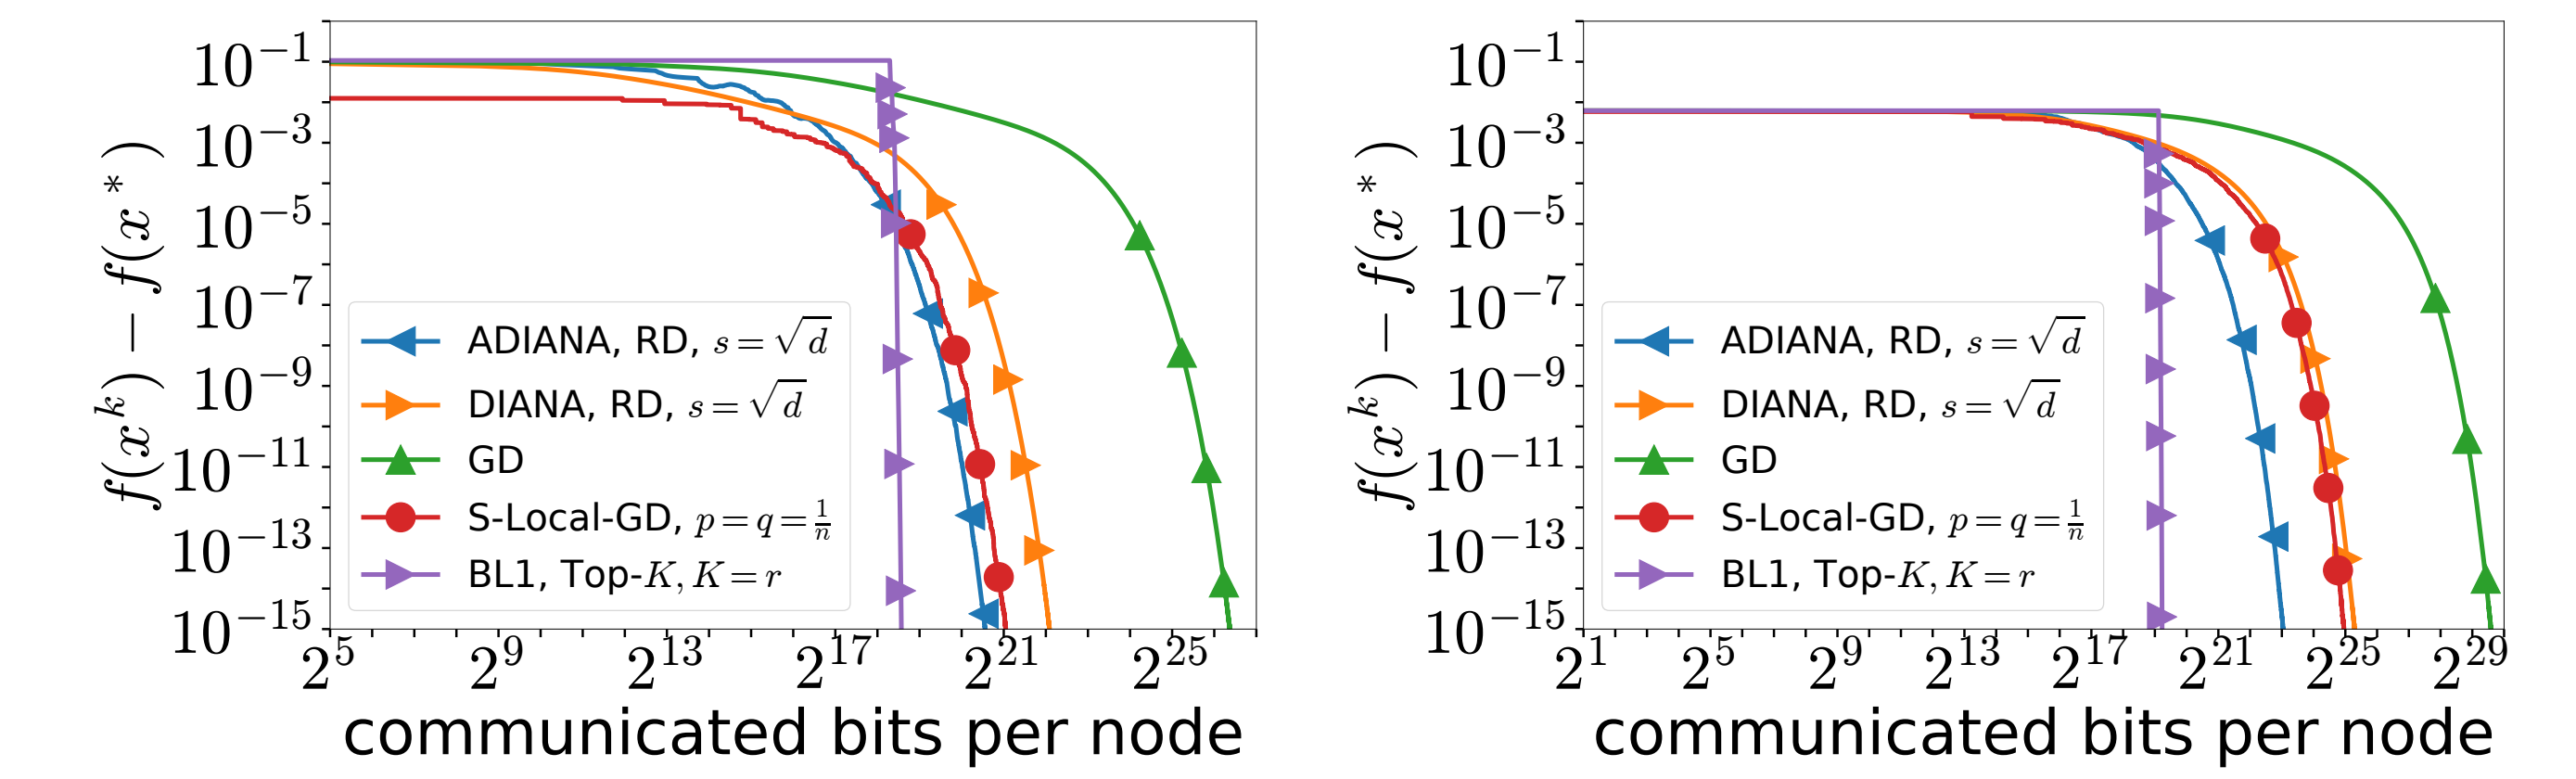 f(x^k) − f(x^*)
10^−1
10^−3
10^−5
10^−7
10^−9
10^−11
10^−13
10^−15
ADIANA, RD, s = √d
DIANA, RD, s = √d
GD
S-Local-GD, p = q = 1/n
BL1, Top-K, K = r
2^5 2^9 2^13 2^17 2^21 2^25
communicated bits per node
f(x^k) − f(x^*)
10^−1
10^−3
10^−5
10^−7
10^−9
10^−11
10^−13
10^−15
ADIANA, RD, s = √d
DIANA, RD, s = √d
GD
S-Local-GD, p = q = 1/n
BL1, Top-K, K = r
2^1 2^5 2^9 2^13 2^17 2^21 2^25 2^29
communicated bits per node